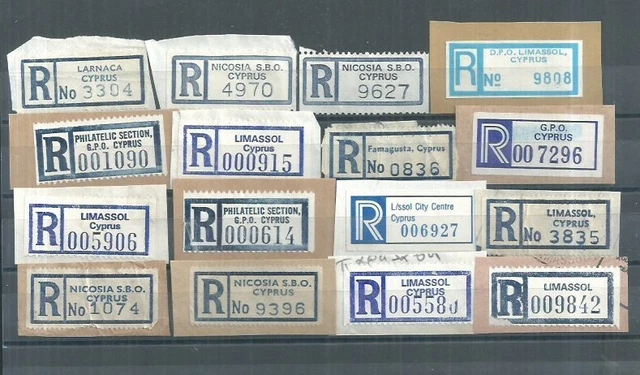 R
LARNACA
CYPRUS
No 3304
R
NICOSIA S.B.O.
CYPRUS
4970
R
NICOSIA S.B.O.
CYPRUS
9627
R
D.P.O. LIMASSOL,
CYPRUS
No 9808
R
PHILATELIC SECTION,
G.P.O. CYPRUS
001090
R
LIMASSOL
Cyprus
000915
R
Famagusta, Cyprus
No 0836
R
G.P.O.
CYPRUS
007296
R
LIMASSOL
Cyprus
005906
R
PHILATELIC SECTION,
G.P.O. CYPRUS
000614
R
L/ssol City Centre
Cyprus
006927
R
LIMASSOL,
CYPRUS
No 3835
R
NICOSIA S.B.O.
CYPRUS
No 1074
R
NICOSIA S.B.O.
CYPRUS
No 9396
R
LIMASSOL
CYPRUS
R
LIMASSOL
009842